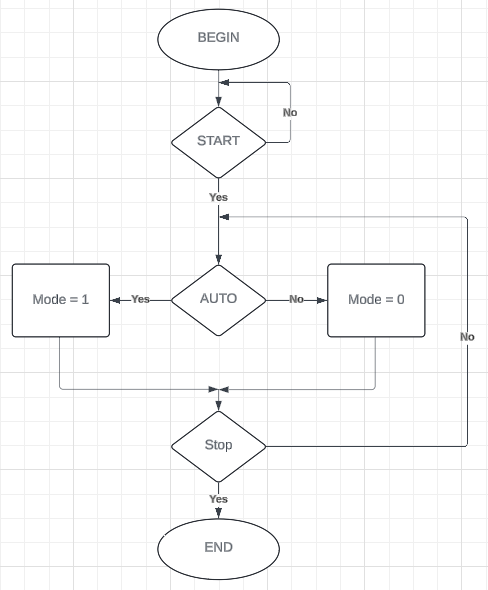 BEGIN
No
START
Yes
Mode = 1
Yes
AUTO
No
Mode = 0
No
Stop
Yes
END